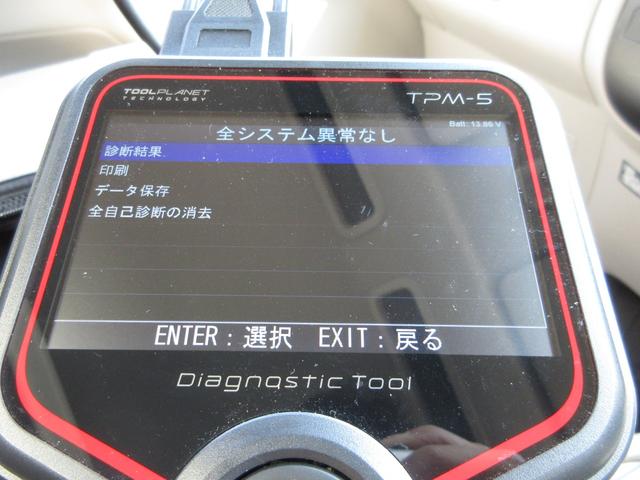 TOOLPLANET TPM-5
TECHNOLOGY
Batt: 13.86 V
全システム異常なし
診断結果
印刷
データ保存
全自己診断の消去
ENTER：選択 EXIT：戻る
Diagnostic Tool